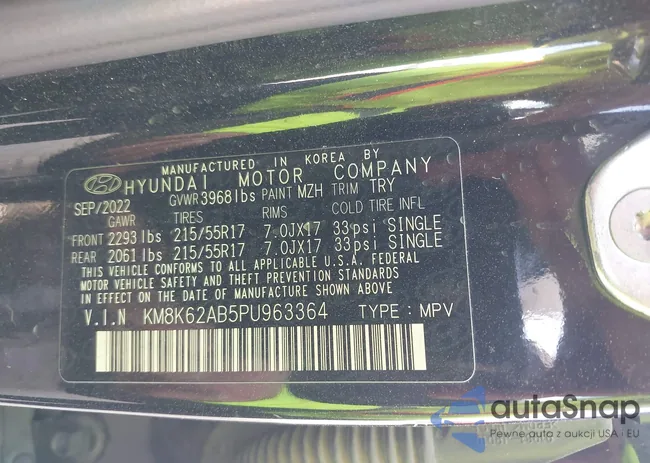 MANUFACTURED IN KOREA BY
HYUNDAI MOTOR COMPANY
SEP/2022 GVWR 3968 lbs PAINT MZH TRIM TRY
GAWR TIRES RIMS COLD TIRE INFL
FRONT 2293 lbs 215/55R17 7.0JX17 33psi SINGLE
REAR 2061 lbs 215/55R17 7.0JX17 33psi SINGLE
THIS VEHICLE CONFORMS TO ALL APPLICABLE U.S.A. FEDERAL
MOTOR VEHICLE SAFETY AND THEFT PREVENTION STANDARDS
IN EFFECT ON THE DATE OF MANUFACTURE SHOWN ABOVE.
V.I.N KM8K62AB5PU963364 TYPE : MPV
autaSnap
Pewne auta z aukcji USA i EU